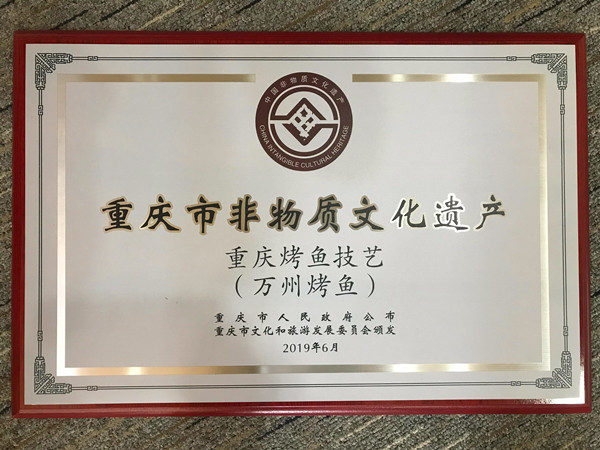 中国非物质文化遗产
CHINA INTANGIBLE CULTURAL HERITAGE
重庆市非物质文化遗产
重庆烤鱼技艺
（万州烤鱼）
重庆市人民政府公布
重庆市文化和旅游发展委员会颁发
2019年6月